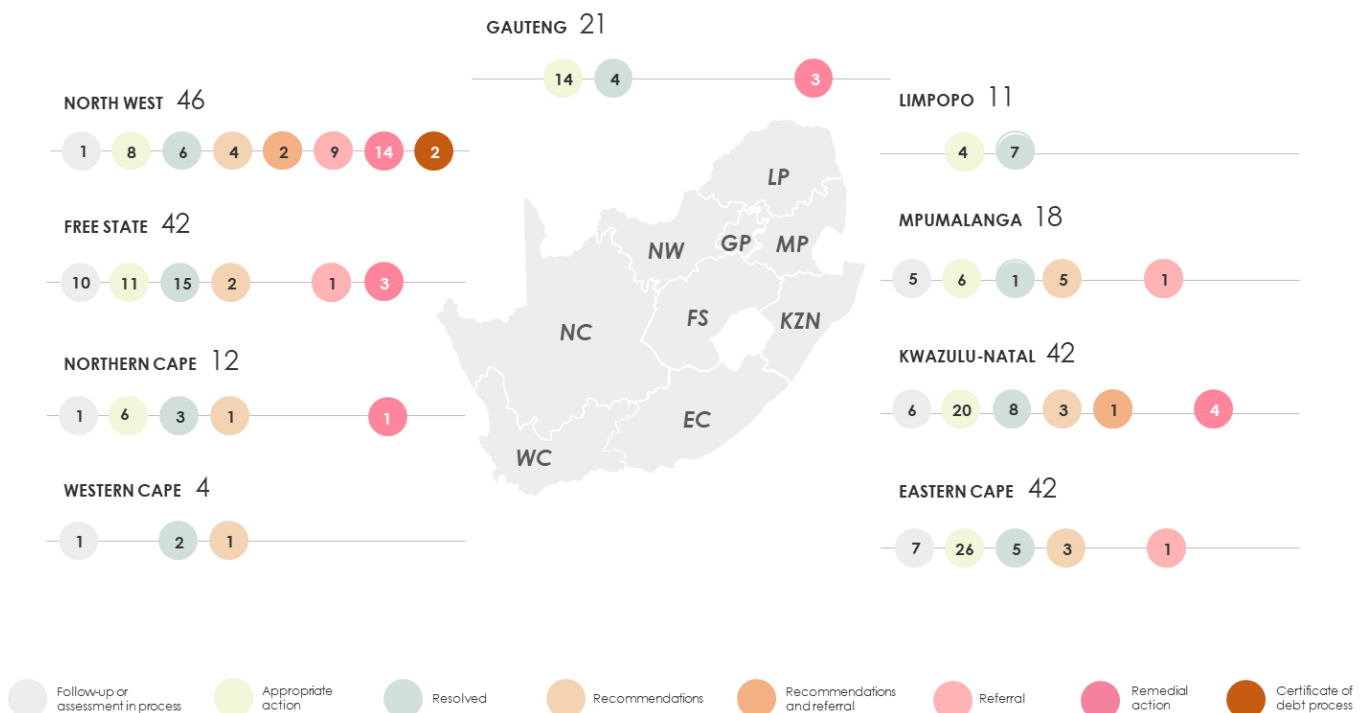 GAUTENG 21
14 4 3
NORTH WEST 46
1 8 6 4 2 9 14 2
LIMPOPO 11
4 7
FREE STATE 42
10 11 15 2 1 3
MPUMALANGA 18
5 6 1 5 1
NORTHERN CAPE 12
1 6 3 1 1
KWAZULU-NATAL 42
6 20 8 3 1 4
WESTERN CAPE 4
1 2 1
EASTERN CAPE 42
7 26 5 3 1
LP
NW
GP
MP
FS
KZN
NC
EC
WC
Follow-up or
assessment in process
Appropriate
action
Resolved
Recommendations
Recommendations
and referral
Referral
Remedial
action
Certificate of
debt process